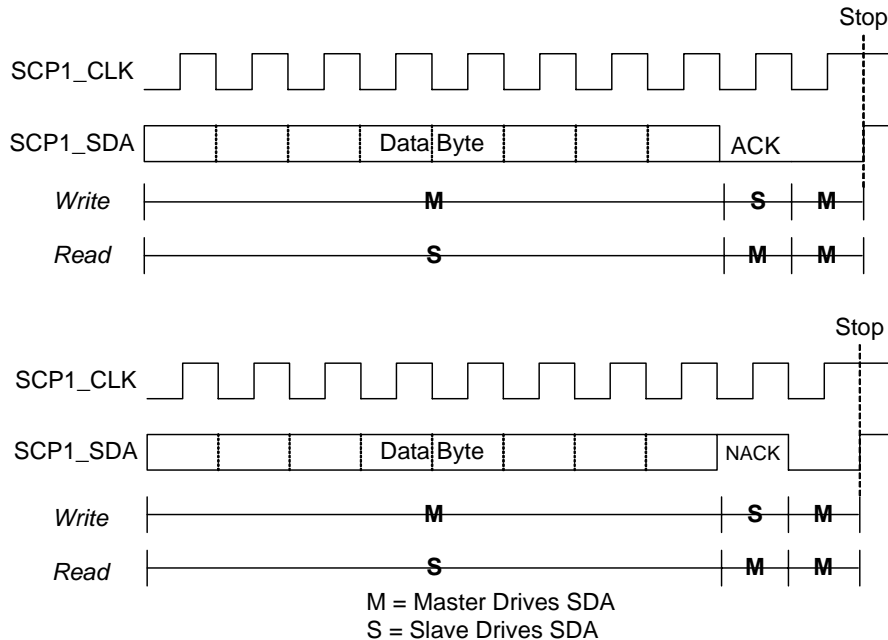 Stop
SCP1_CLK
SCP1_SDA Data Byte ACK
Write M S M
Read S M M
Stop
SCP1_CLK
SCP1_SDA Data Byte NACK
Write M S M
Read S M M
M = Master Drives SDA
S = Slave Drives SDA